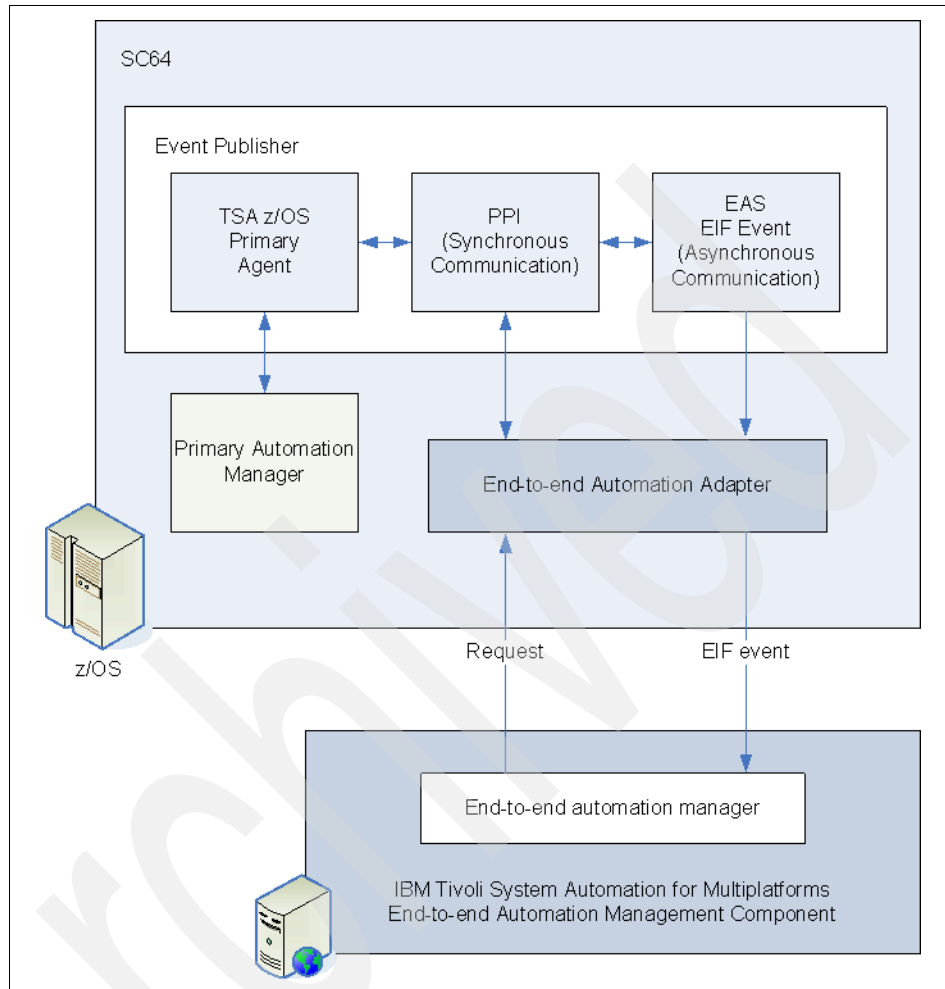 SC64
Event Publisher
TSA z/OS
Primary
Agent
PPI
(Synchronous
Communication)
EAS
EIF Event
(Asynchronous
Communication)
Primary Automation
Manager
End-to-end Automation Adapter
z/OS
Request
EIF event
End-to-end automation manager
IBM Tivoli System Automation for Multiplatforms
End-to-end Automation Management Component
rchived